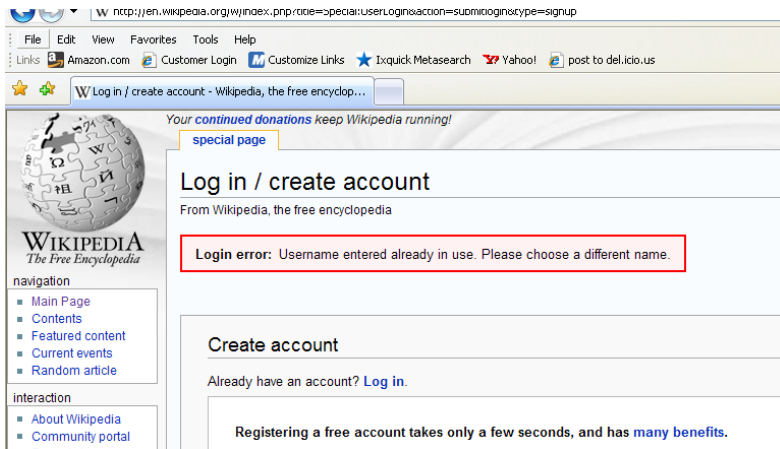 http://en.wikipedia.org/w/index.php?title=Special:UserLogin&action=submitlogin&type=signup
File Edit View Favorites Tools Help
Links Amazon.com Customer Login Customize Links Ixquick Metasearch Yahoo! post to del.icio.us
W Log in / create account - Wikipedia, the free encyclop...
Your continued donations keep Wikipedia running!
special page
Log in / create account
From Wikipedia, the free encyclopedia
WIKIPEDIA
The Free Encyclopedia
Login error: Username entered already in use. Please choose a different name.
navigation
Main Page
Contents
Featured content
Current events
Random article
interaction
About Wikipedia
Community portal
Create account
Already have an account? Log in.
Registering a free account takes only a few seconds, and has many benefits.